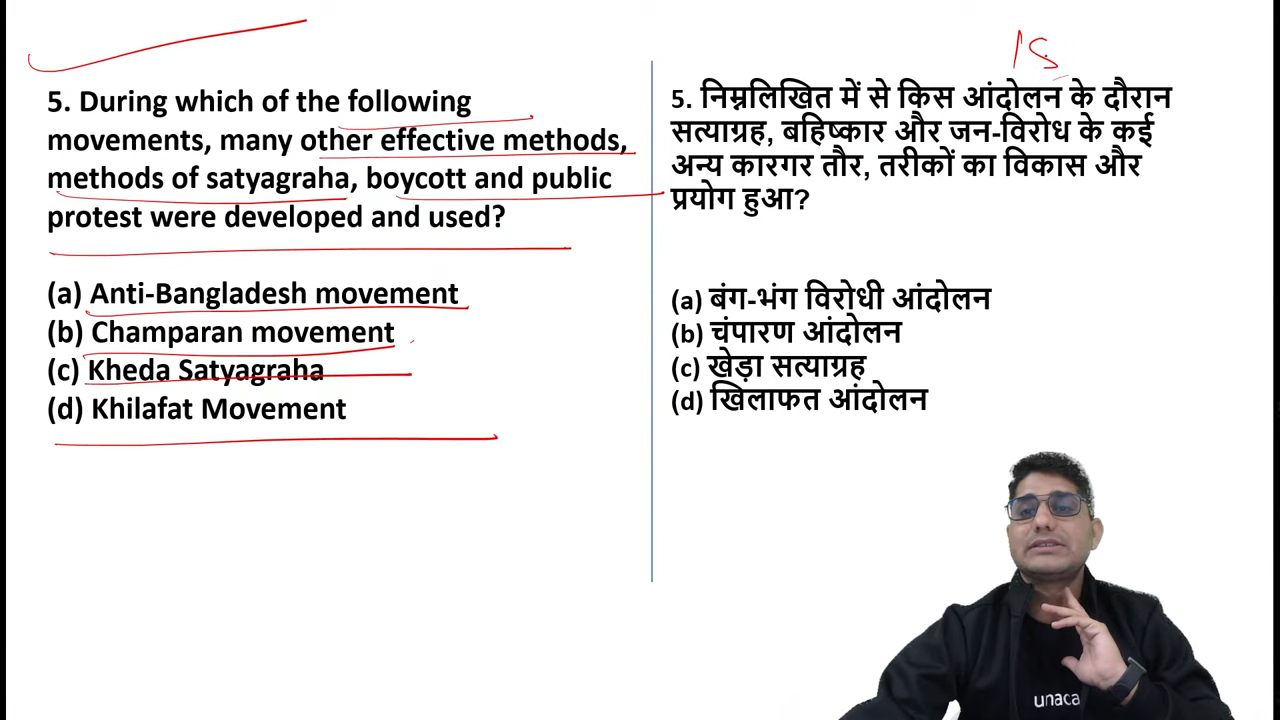 5. During which of the following
movements, many other effective methods,
methods of satyagraha, boycott and public
protest were developed and used?
(a) Anti-Bangladesh movement
(b) Champaran movement
(c) Kheda Satyagraha
(d) Khilafat Movement
5. निम्नलिखित में से किस आंदोलन के दौरान
सत्याग्रह, बहिष्कार और जन-विरोध के कई
अन्य कारगर तौर, तरीकों का विकास और
प्रयोग हुआ?
(a) बंग-भंग विरोधी आंदोलन
(b) चंपारण आंदोलन
(c) खेड़ा सत्याग्रह
(d) खिलाफत आंदोलन